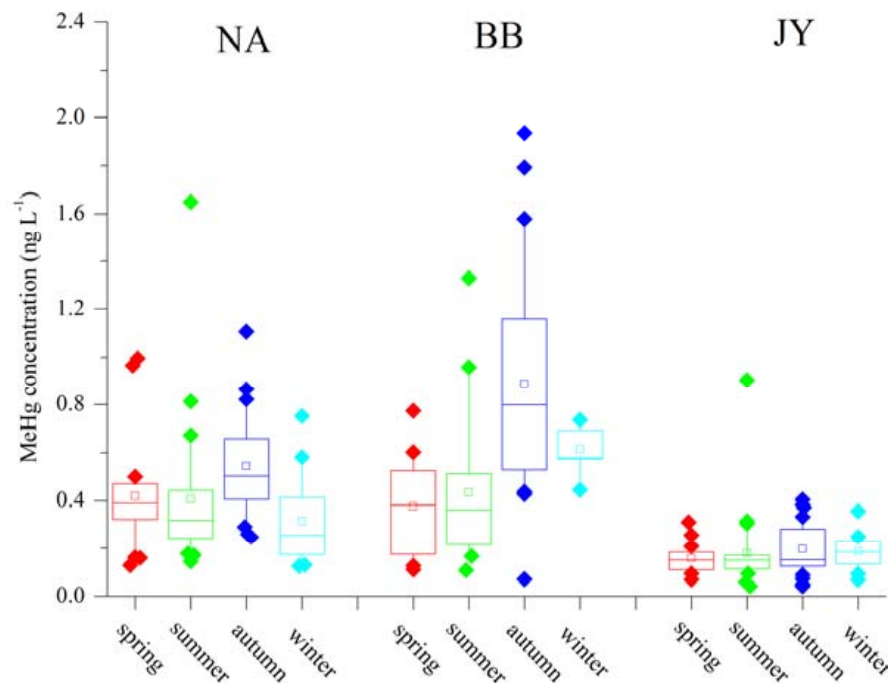 NA BB JY
2.4
2.0
1.6
1.2
0.8
0.4
0.0
MeHg concentration (ng L⁻¹)
spring summer autumn winter spring summer autumn winter spring summer autumn winter